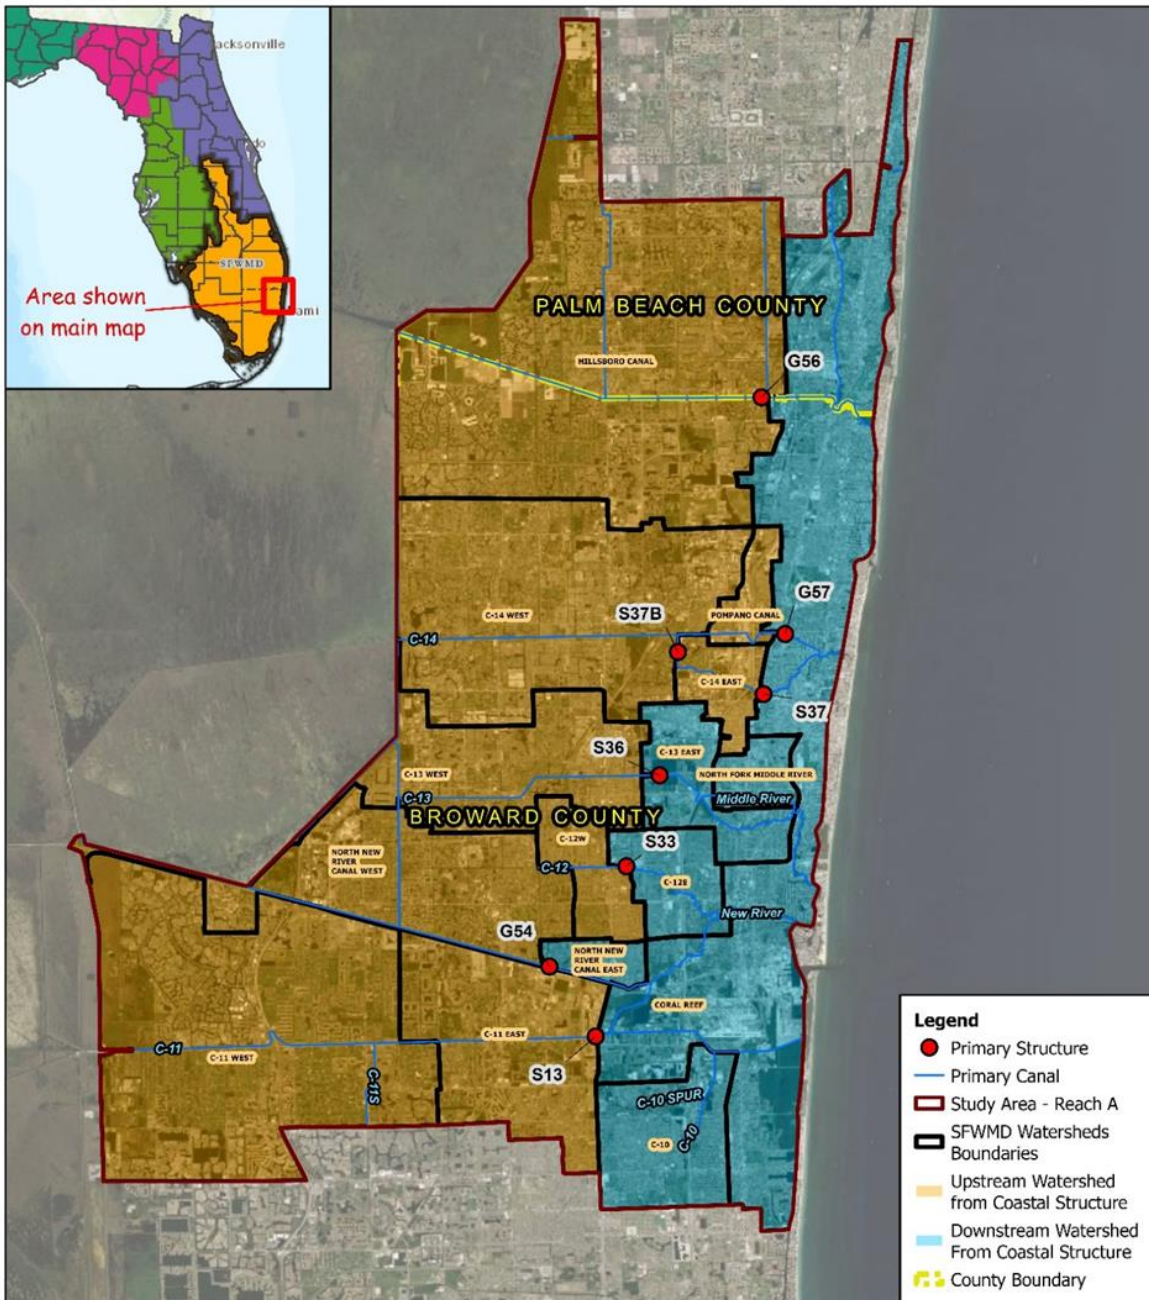 acksonville
do
SFWMD
Area shown
on main map
ami
PALM BEACH COUNTY
HILLSBORO CANAL
G56
C-14 WEST
S37B
POMPANO CANAL
G57
C-14
C-14 EAST
S37
S36
C-13 EAST
C-13 WEST
NORTH FORK MIDDLE RIVER
C-13
Middle River
BROWARD COUNTY
C-12W
S33
NORTH NEW
RIVER
CANAL WEST
C-12
C-12E
New River
G54
NORTH NEW
RIVER
CANAL EAST
CORAL REEF
C-11 EAST
C-11
C-11 WEST
S13
C-11S
C-10 SPUR
C-10
C-10
Legend
Primary Structure
Primary Canal
Study Area - Reach A
SFWMD Watersheds
Boundaries
Upstream Watershed
from Coastal Structure
Downstream Watershed
From Coastal Structure
County Boundary